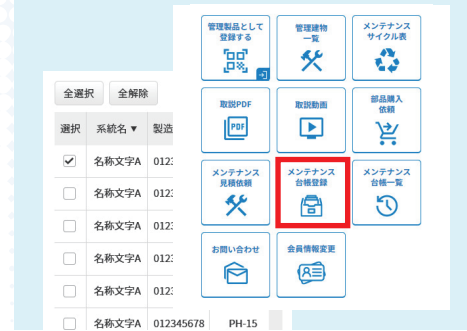 管理製品として
登録する
管理建物
一覧
メンテナンス
サイクル表
取説PDF
PDF
取説動画
部品購入
依頼
メンテナンス
見積依頼
メンテナンス
台帳登録
メンテナンス
台帳一覧
お問い合わせ
会員情報変更
全選択 全解除
選択 系統名▼ 製造
名称文字A 0123
名称文字A 0123
名称文字A 0123
名称文字A 0123
名称文字A 0123
名称文字A 012345678 PH-15